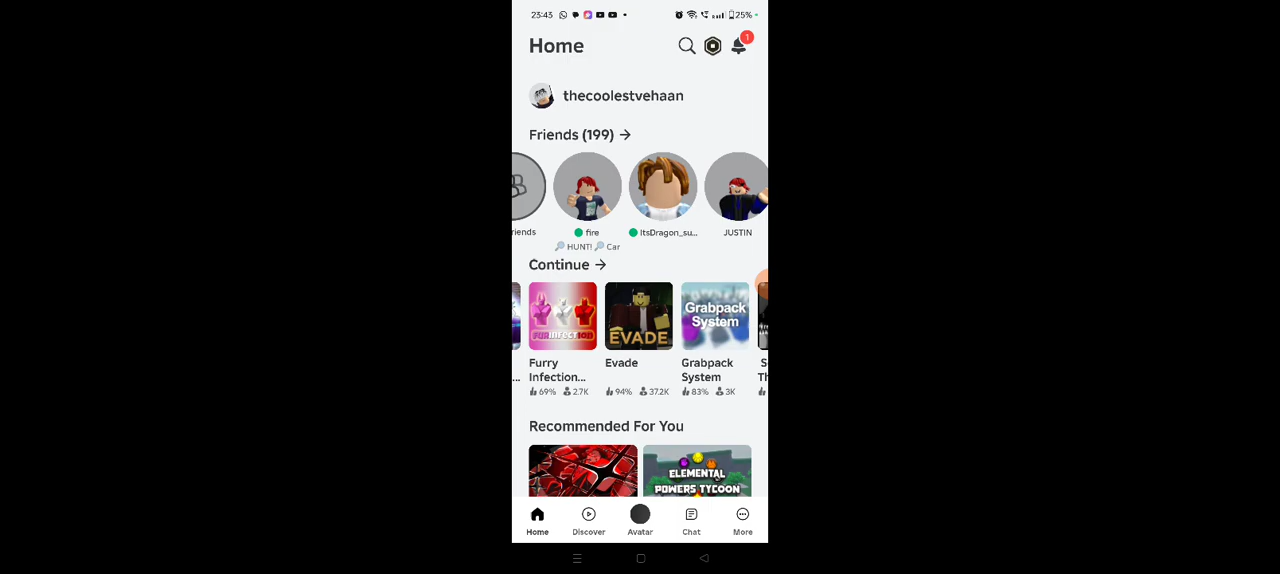 23:43
25%
Home
1
thecoolestvehaan
Friends (199)
riends
fire
ItsDragon_su...
JUSTIN
HUNT! Car
Continue
Grabpack
System
EVADE
Furry
Infection...
Evade
Grabpack
System
S
Th
69% 2.7K
94% 37.2K
83% 3K
Recommended For You
ELEMENTAL
POWERS TYCOON
Home
Discover
Avatar
Chat
More